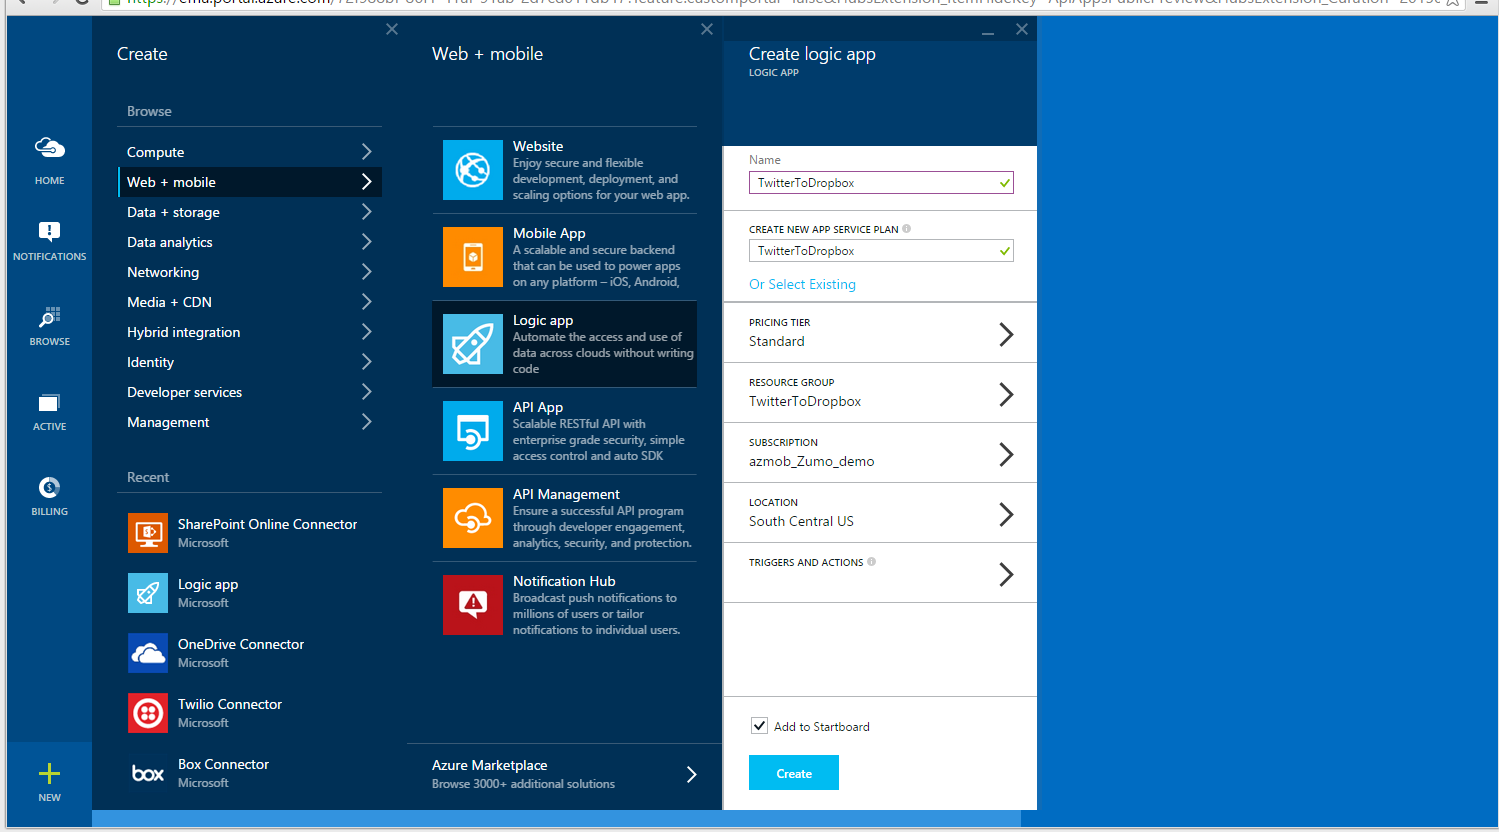 HOME
NOTIFICATIONS
BROWSE
ACTIVE
BILLING
NEW
Create
Browse
Compute
Web + mobile
Data + storage
Data analytics
Networking
Media + CDN
Hybrid integration
Identity
Developer services
Management
Recent
SharePoint Online Connector
Microsoft
Logic app
Microsoft
OneDrive Connector
Microsoft
Twilio Connector
Microsoft
box
Box Connector
Microsoft
Web + mobile
Website
Enjoy secure and flexible
development, deployment, and
scaling options for your web app.
Mobile App
A scalable and secure backend
that can be used to power apps
on any platform – iOS, Android,
Logic app
Automate the access and use of
data across clouds without writing
code
API App
Scalable RESTful API with
enterprise grade security, simple
access control and auto SDK
API Management
Ensure a successful API program
through developer engagement,
analytics, security, and protection.
Notification Hub
Broadcast push notifications to
millions of users or tailor
notifications to individual users.
Azure Marketplace
Browse 3000+ additional solutions
Create logic app
LOGIC APP
Name
TwitterToDropbox
CREATE NEW APP SERVICE PLAN
TwitterToDropbox
Or Select Existing
PRICING TIER
Standard
RESOURCE GROUP
TwitterToDropbox
SUBSCRIPTION
azmob_Zumo_demo
LOCATION
South Central US
TRIGGERS AND ACTIONS
Add to Startboard
Create